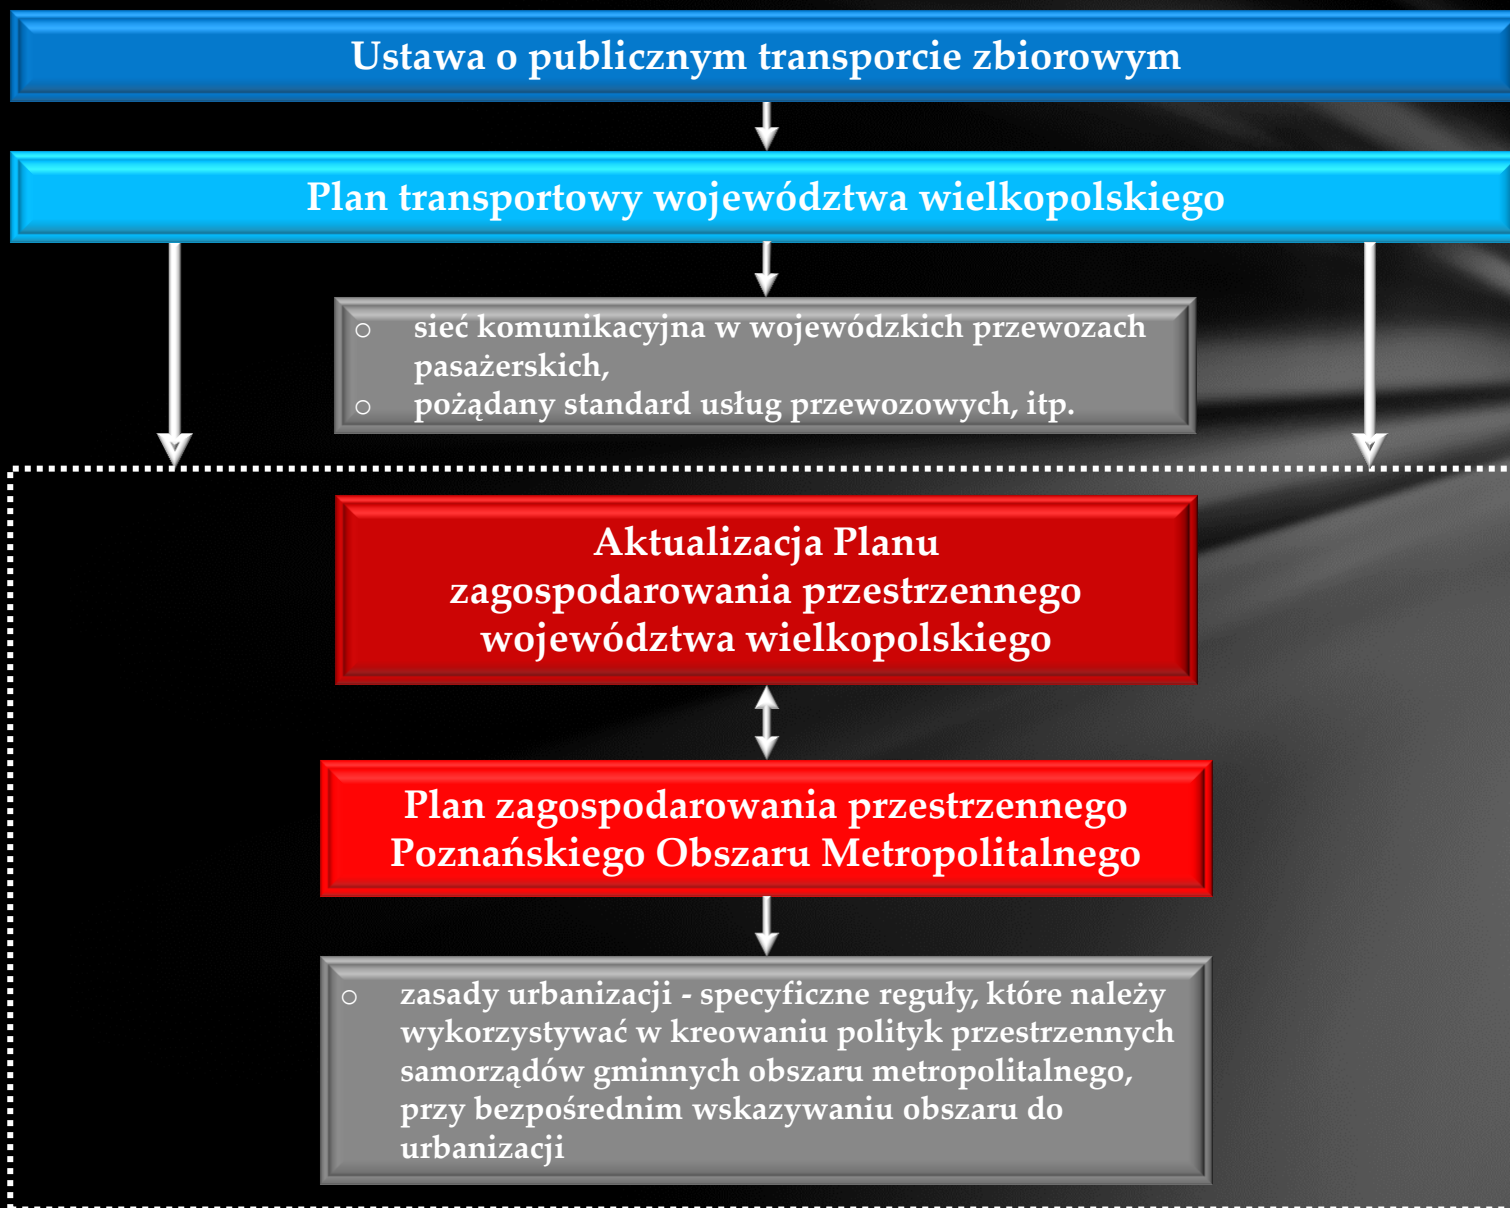 Ustawa o publicznym transporcie zbiorowym
Plan transportowy województwa wielkopolskiego
o sieć komunikacyjna w wojewódzkich przewozach
pasażerskich,
o pożądany standard usług przewozowych, itp.
Aktualizacja Planu
zagospodarowania przestrzennego
województwa wielkopolskiego
Plan zagospodarowania przestrzennego
Poznańskiego Obszaru Metropolitalnego
o zasady urbanizacji - specyficzne reguły, które należy
wykorzystywać w kreowaniu polityk przestrzennych
samorządów gminnych obszaru metropolitalnego,
przy bezpośrednim wskazywaniu obszaru do
urbanizacji